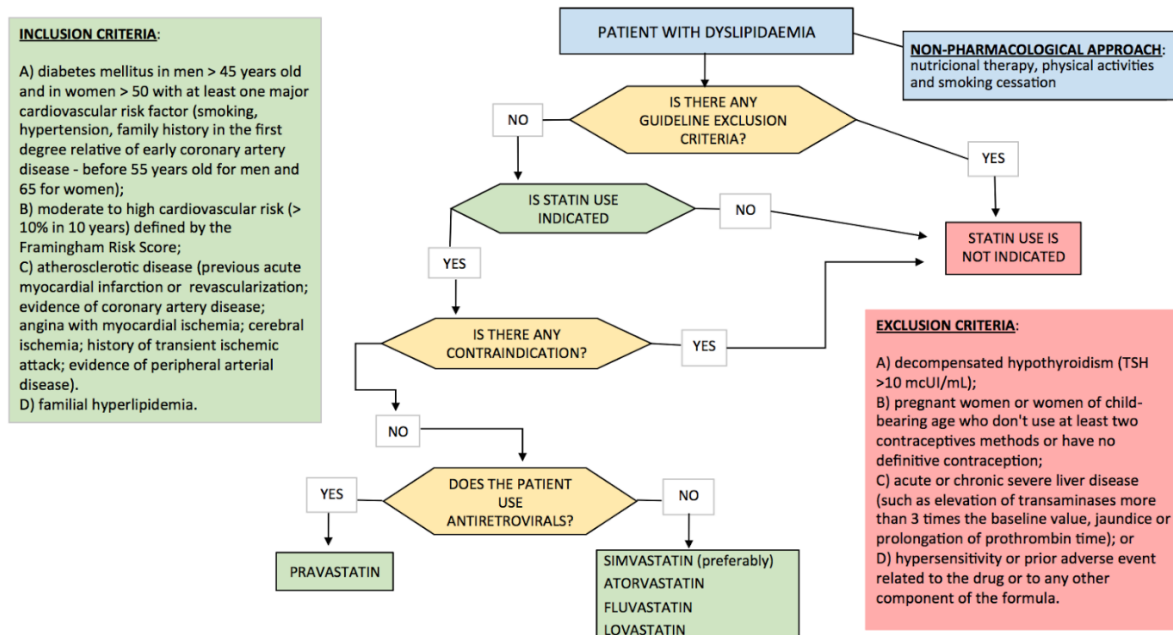 INCLUSION CRITERIA:
A) diabetes mellitus in men > 45 years old
and in women > 50 with at least one major
cardiovascular risk factor (smoking,
hypertension, family history in the first
degree relative of early coronary artery
disease - before 55 years old for men and
65 for women);
B) moderate to high cardiovascular risk (>
10% in 10 years) defined by the
Framingham Risk Score;
C) atherosclerotic disease (previous acute
myocardial infarction or revascularization;
evidence of coronary artery disease;
angina with myocardial ischemia; cerebral
ischemia; history of transient ischemic
attack; evidence of peripheral arterial
disease).
D) familial hyperlipidemia.
PATIENT WITH DYSLIPIDAEMIA
NON-PHARMACOLOGICAL APPROACH:
nutricional therapy, physical activities
and smoking cessation
IS THERE ANY
GUIDELINE EXCLUSION
CRITERIA?
NO
YES
IS STATIN USE
INDICATED
NO
STATIN USE IS
NOT INDICATED
YES
IS THERE ANY
CONTRAINDICATION?
YES
NO
DOES THE PATIENT
USE
ANTIRETROVIRALS?
YES
NO
PRAVASTATIN
SIMVASTATIN (preferably)
ATORVASTATIN
FLUVASTATIN
LOVASTATIN
EXCLUSION CRITERIA:
A) decompensated hypothyroidism (TSH
>10 mcUI/mL);
B) pregnant women or women of child-
bearing age who don't use at least two
contraceptives methods or have no
definitive contraception;
C) acute or chronic severe liver disease
(such as elevation of transaminases more
than 3 times the baseline value, jaundice or
prolongation of prothrombin time); or
D) hypersensitivity or prior adverse event
related to the drug or to any other
component of the formula.